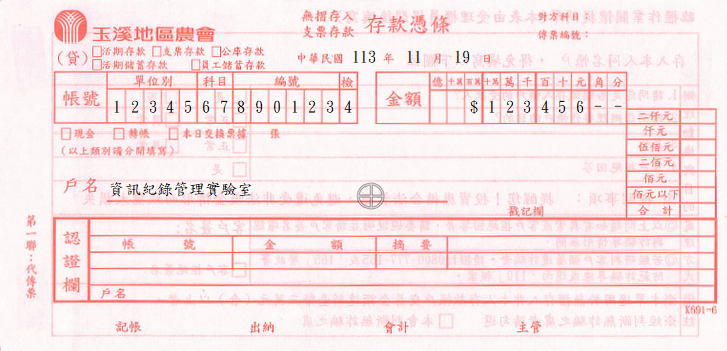 玉溪地區農會
無摺存入
支票存款
存款憑條
對方科目：
傳票編號：
(貸) □活期存款 □支票存款 □公庫存款
□活期儲蓄存款 □員工儲蓄存款
中華民國 113 年 11 月 19 日
帳號 單位別 科目 編號 檢
1 2 3 4 5 6 7 8 9 0 1 2 3 4
金額 億 千萬 百萬 十萬 萬 千 百 十 元 角 分
$ 1 2 3 4 5 6 - -
□現金 □轉帳 □本日交換票據 張
(以上類別請分開填寫)
戶名 資訊紀錄管理實驗室
戳記欄
二仟元
仟元
伍佰元
二佰元
佰元
佰元以下
合計
第一聯：代傳票
認證欄
帳號 金額 摘要
戶名
X691-6
記帳 出納 會計 主管